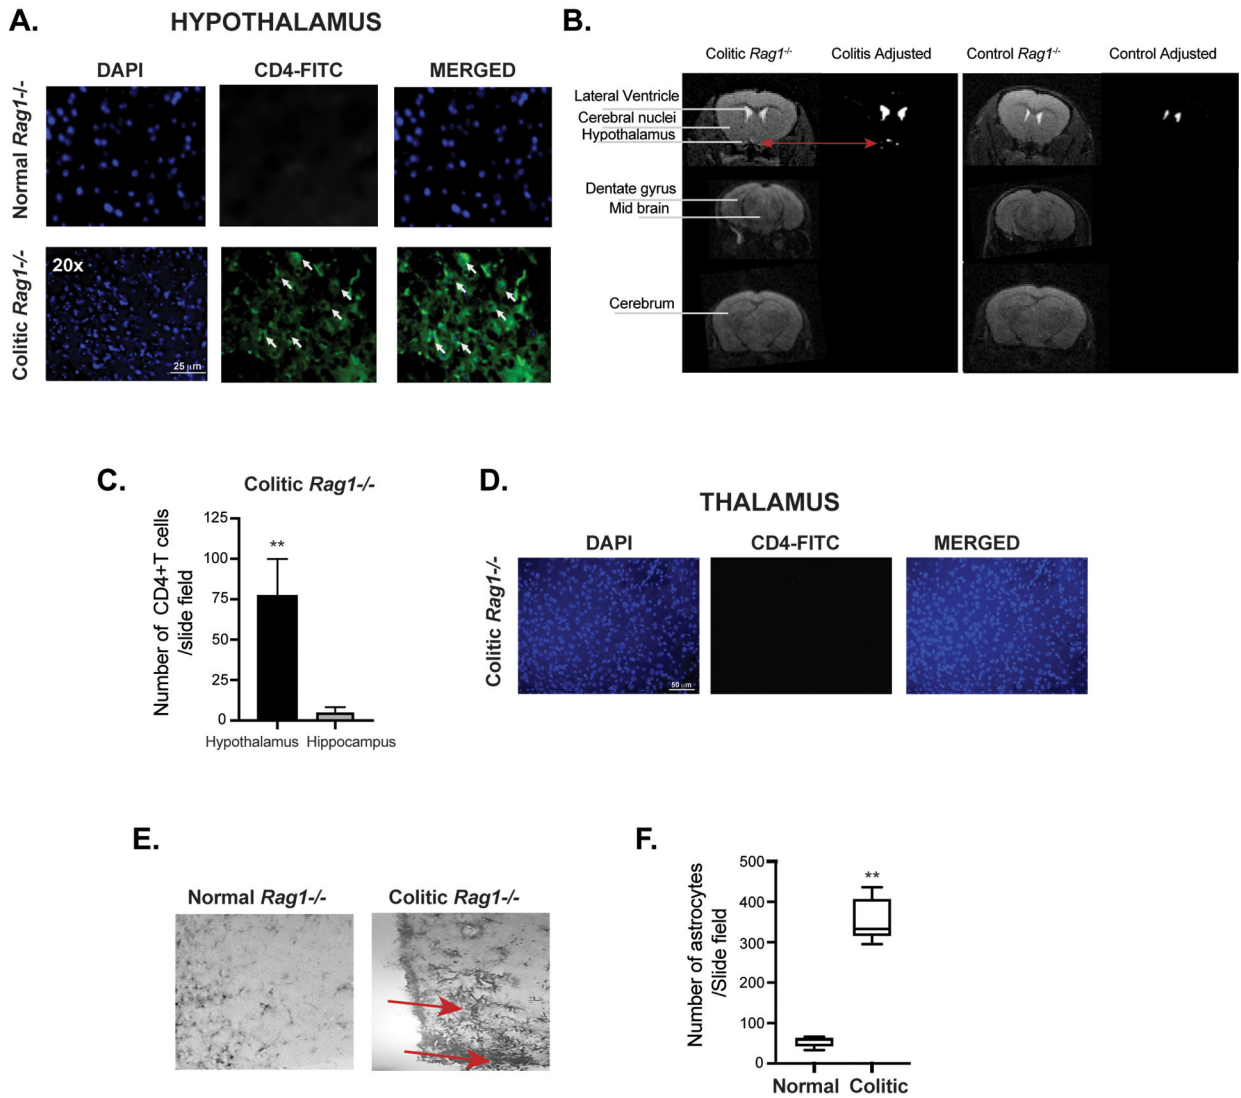 A.
HYPOTHALAMUS
DAPI
CD4-FITC
MERGED
Normal Rag1-/-
Colitic Rag1-/-
20x
25 μm
B.
Colitic Rag1-/-
Colitis Adjusted
Control Rag1-/-
Control Adjusted
Lateral Ventricle
Cerebral nuclei
Hypothalamus
Dentate gyrus
Mid brain
Cerebrum
C.
Colitic Rag1-/-
Number of CD4+T cells
/slide field
125
100
75
50
25
0
**
Hypothalamus
Hippocampus
D.
THALAMUS
DAPI
CD4-FITC
MERGED
Colitic Rag1-/-
50 μm
E.
Normal Rag1-/-
Colitic Rag1-/-
F.
Number of astrocytes
/Slide field
500
400
300
200
100
0
**
Normal
Colitic